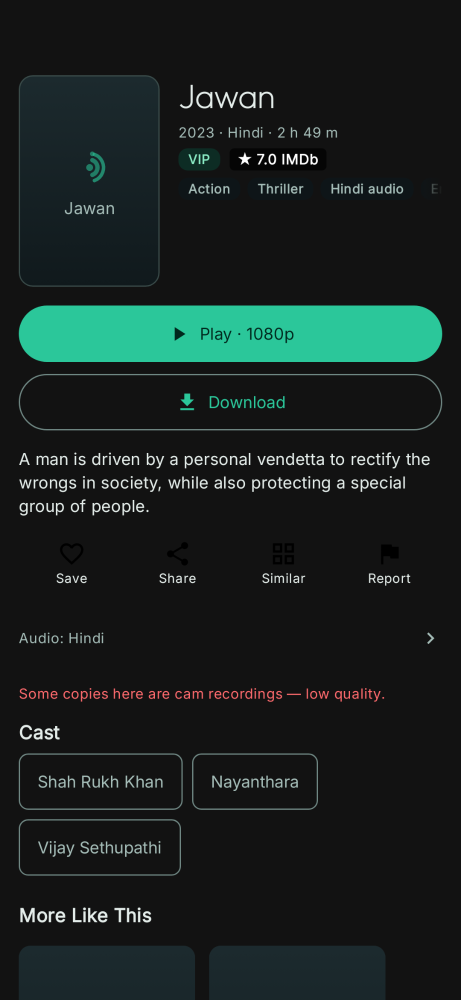 Jawan
Jawan
2023 · Hindi · 2 h 49 m
VIP ★ 7.0 IMDb
Action Thriller Hindi audio
Play · 1080p
Download
A man is driven by a personal vendetta to rectify the
wrongs in society, while also protecting a special
group of people.
Save Share Similar Report
Audio: Hindi
Some copies here are cam recordings — low quality.
Cast
Shah Rukh Khan Nayanthara
Vijay Sethupathi
More Like This